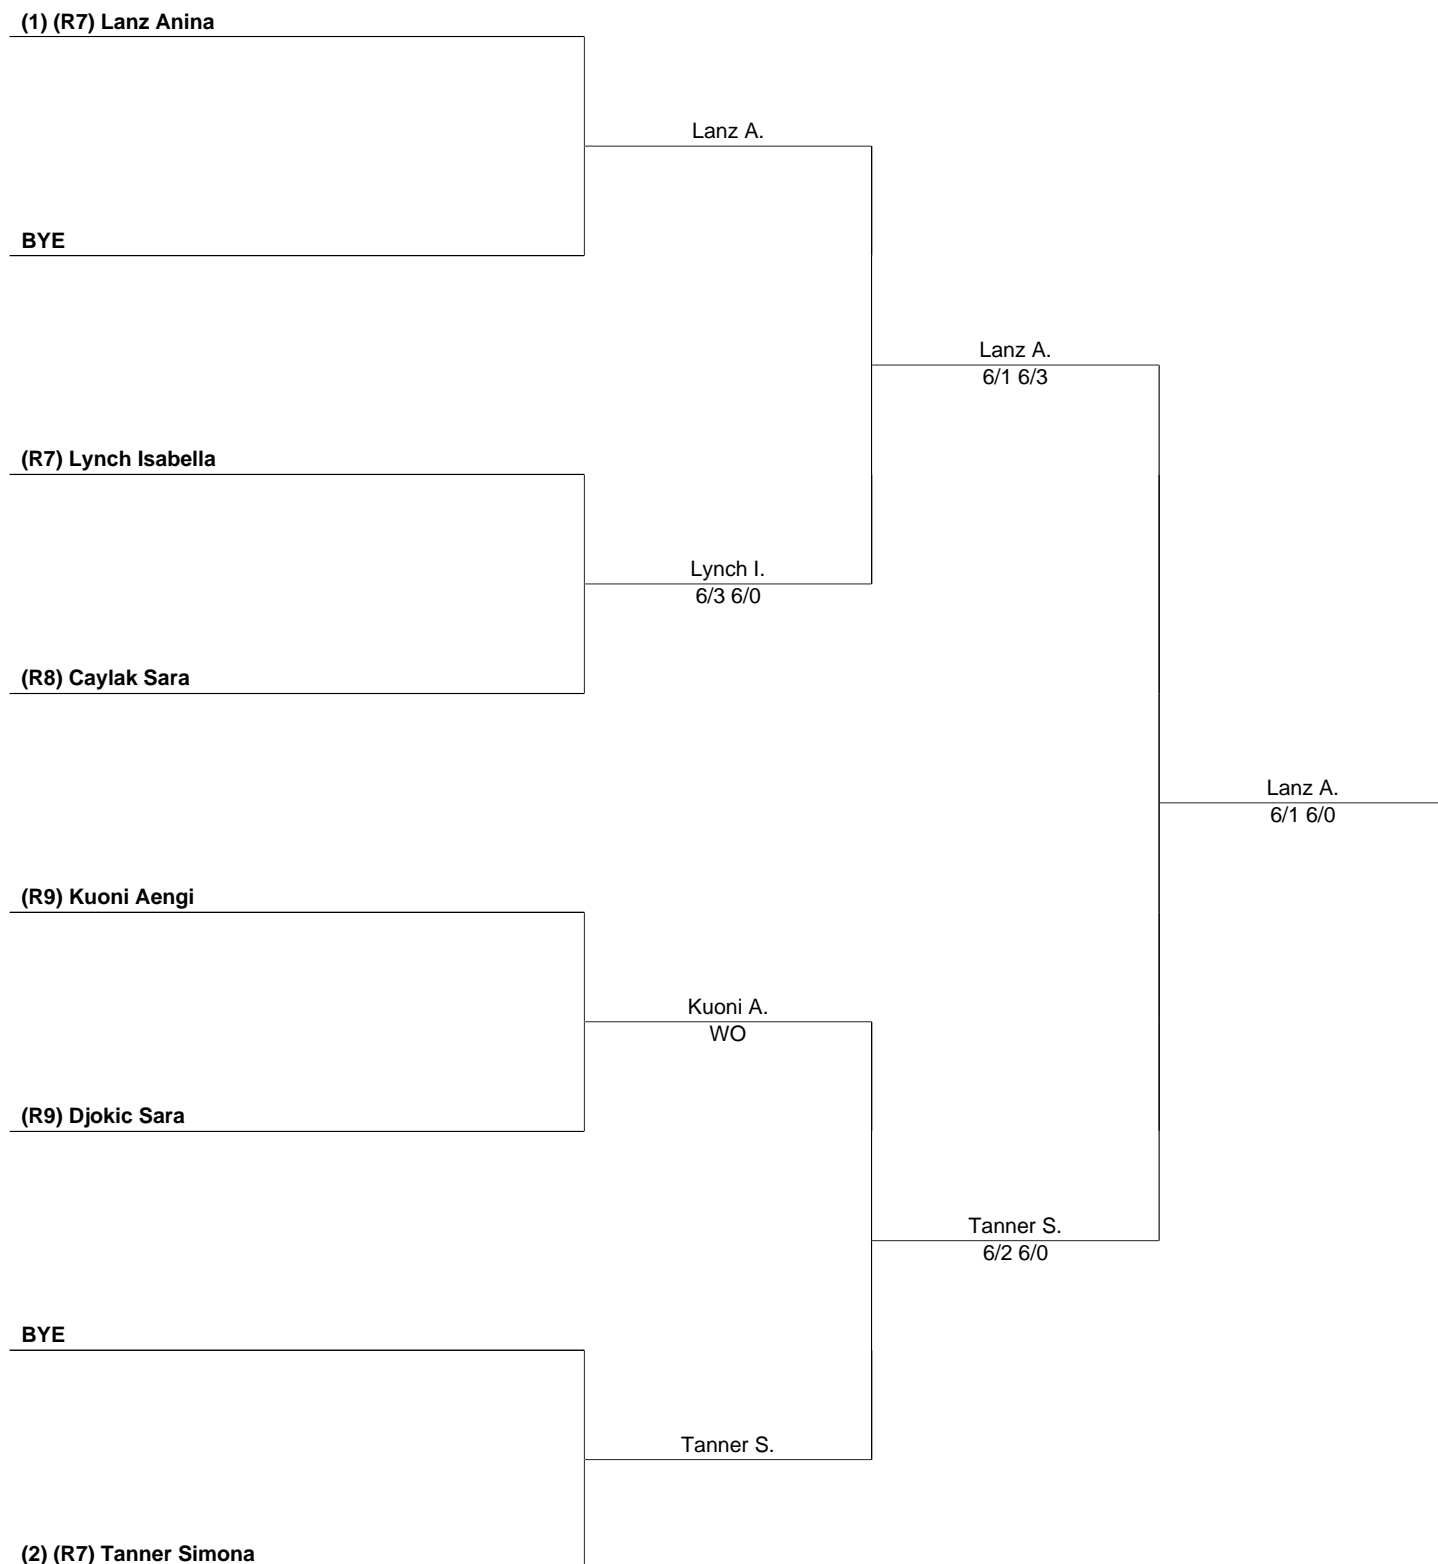 (1) (R7) Lanz Anina
Lanz A.
BYE
Lanz A.
6/1 6/3
(R7) Lynch Isabella
Lynch I.
6/3 6/0
(R8) Caylak Sara
Lanz A.
6/1 6/0
(R9) Kuoni Aengi
Kuoni A.
WO
(R9) Djokic Sara
Tanner S.
6/2 6/0
BYE
Tanner S.
(2) (R7) Tanner Simona